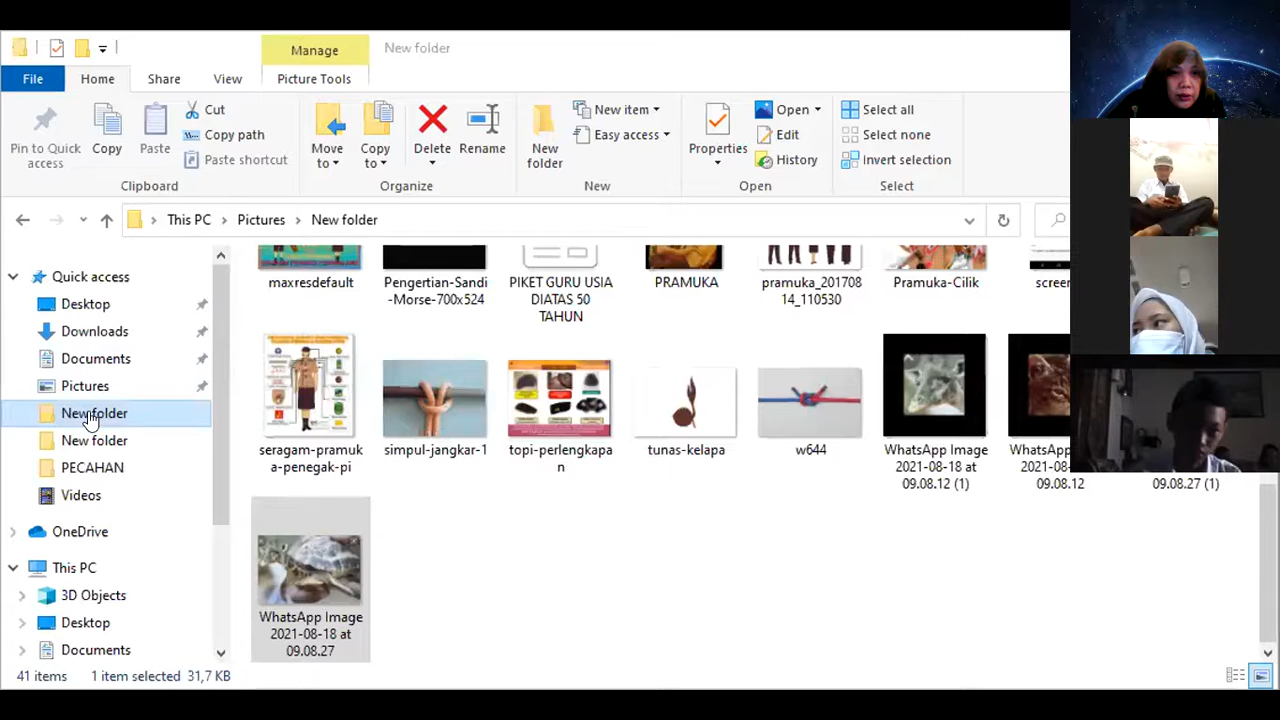 Manage
New folder
File
Home
Share
View
Picture Tools
Pin to Quick access
Copy
Paste
Cut
Copy path
Paste shortcut
Clipboard
Move to
Copy to
Delete
Rename
Organize
New folder
New item
Easy access
New
Properties
Open
Edit
History
Open
Select all
Select none
Invert selection
Select
This PC
Pictures
New folder
Quick access
Desktop
Downloads
Documents
Pictures
New folder
New folder
PECAHAN
Videos
OneDrive
This PC
3D Objects
Desktop
Documents
maxresdefault
Pengertian-Sandi
-Morse-700x524
PIKET GURU USIA
DIATAS 50
TAHUN
PRAMUKA
pramuka_201708
14_110530
Pramuka-Cilik
screen
seragam-pramuk
a-penegak-pi
simpul-jangkar-1
topi-perlengkapa
n
tunas-kelapa
w644
WhatsApp Image
2021-08-18 at
09.08.12 (1)
WhatsApp
2021-08-
09.08.12
09.08.27 (1)
WhatsApp Image
2021-08-18 at
09.08.27
41 items
1 item selected
31,7 KB